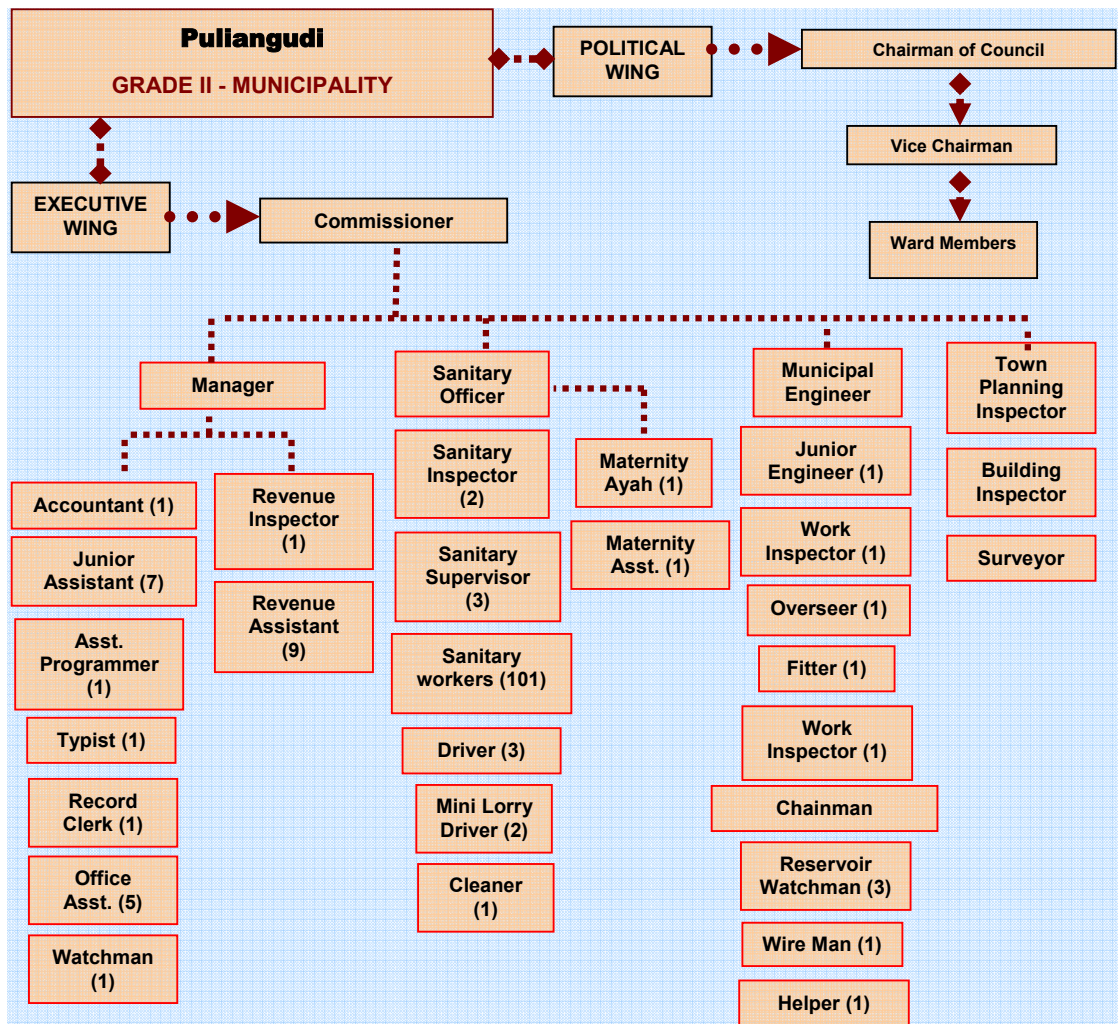 Puliangudi
GRADE II - MUNICIPALITY
POLITICAL
WING
Chairman of Council
Vice Chairman
Ward Members
EXECUTIVE
WING
Commissioner
Manager
Accountant (1)
Junior
Assistant (7)
Asst.
Programmer
(1)
Typist (1)
Record
Clerk (1)
Office
Asst. (5)
Watchman
(1)
Revenue
Inspector
(1)
Revenue
Assistant
(9)
Sanitary
Officer
Sanitary
Inspector
(2)
Sanitary
Supervisor
(3)
Sanitary
workers (101)
Driver (3)
Mini Lorry
Driver (2)
Cleaner
(1)
Maternity
Ayah (1)
Maternity
Asst. (1)
Municipal
Engineer
Junior
Engineer (1)
Work
Inspector (1)
Overseer (1)
Fitter (1)
Work
Inspector (1)
Chainman
Reservoir
Watchman (3)
Wire Man (1)
Helper (1)
Town
Planning
Inspector
Building
Inspector
Surveyor